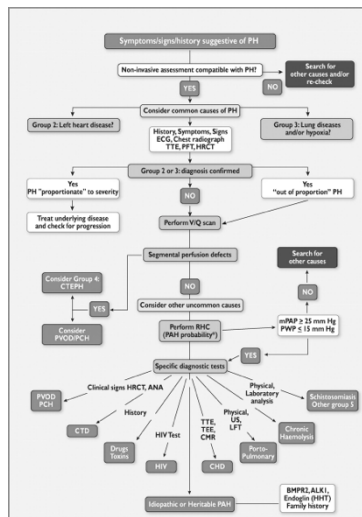 Symptoms/signs/history suggestive of PH
Non-invasive assessment compatible with PH?
Search for
other causes and/or
re-check
YES
NO
Consider common causes of PH
Group 2: Left heart disease?
Group 3: Lung diseases
and/or hypoxia?
History, Symptoms, Signs
ECG, Chest radiograph
TTE, PFT, HRCT
Group 2 or 3: diagnosis confirmed
Yes
PH "proportionate" to severity
NO
Yes
"out of proportion" PH
Treat underlying disease
and check for progression
Perform V/Q scan
Segmental perfusion defects
Search for
other causes
Consider Group 4:
CTEPH
NO
NO
YES
Consider other uncommon causes
Consider
PVOD/PCH
Perform RHC
(PAH probability*)
mPAP ≥ 25 mm Hg
PWP ≤ 15 mm Hg
YES
Specific diagnostic tests
Clinical signs HRCT, ANA
Physical,
Laboratory
analysis
PVOD
PCH
History
HIV Test
TTE,
TEE,
CMR
Physical,
US,
LFT
Schistosomiasis
Other group 5
CTD
Chronic
Haemolysis
Drugs
Toxins
HIV
CHD
Porto-
Pulmonary
Idiopathic or Heritable PAH
BMPR2, ALK1,
Endoglin (HHT)
Family history